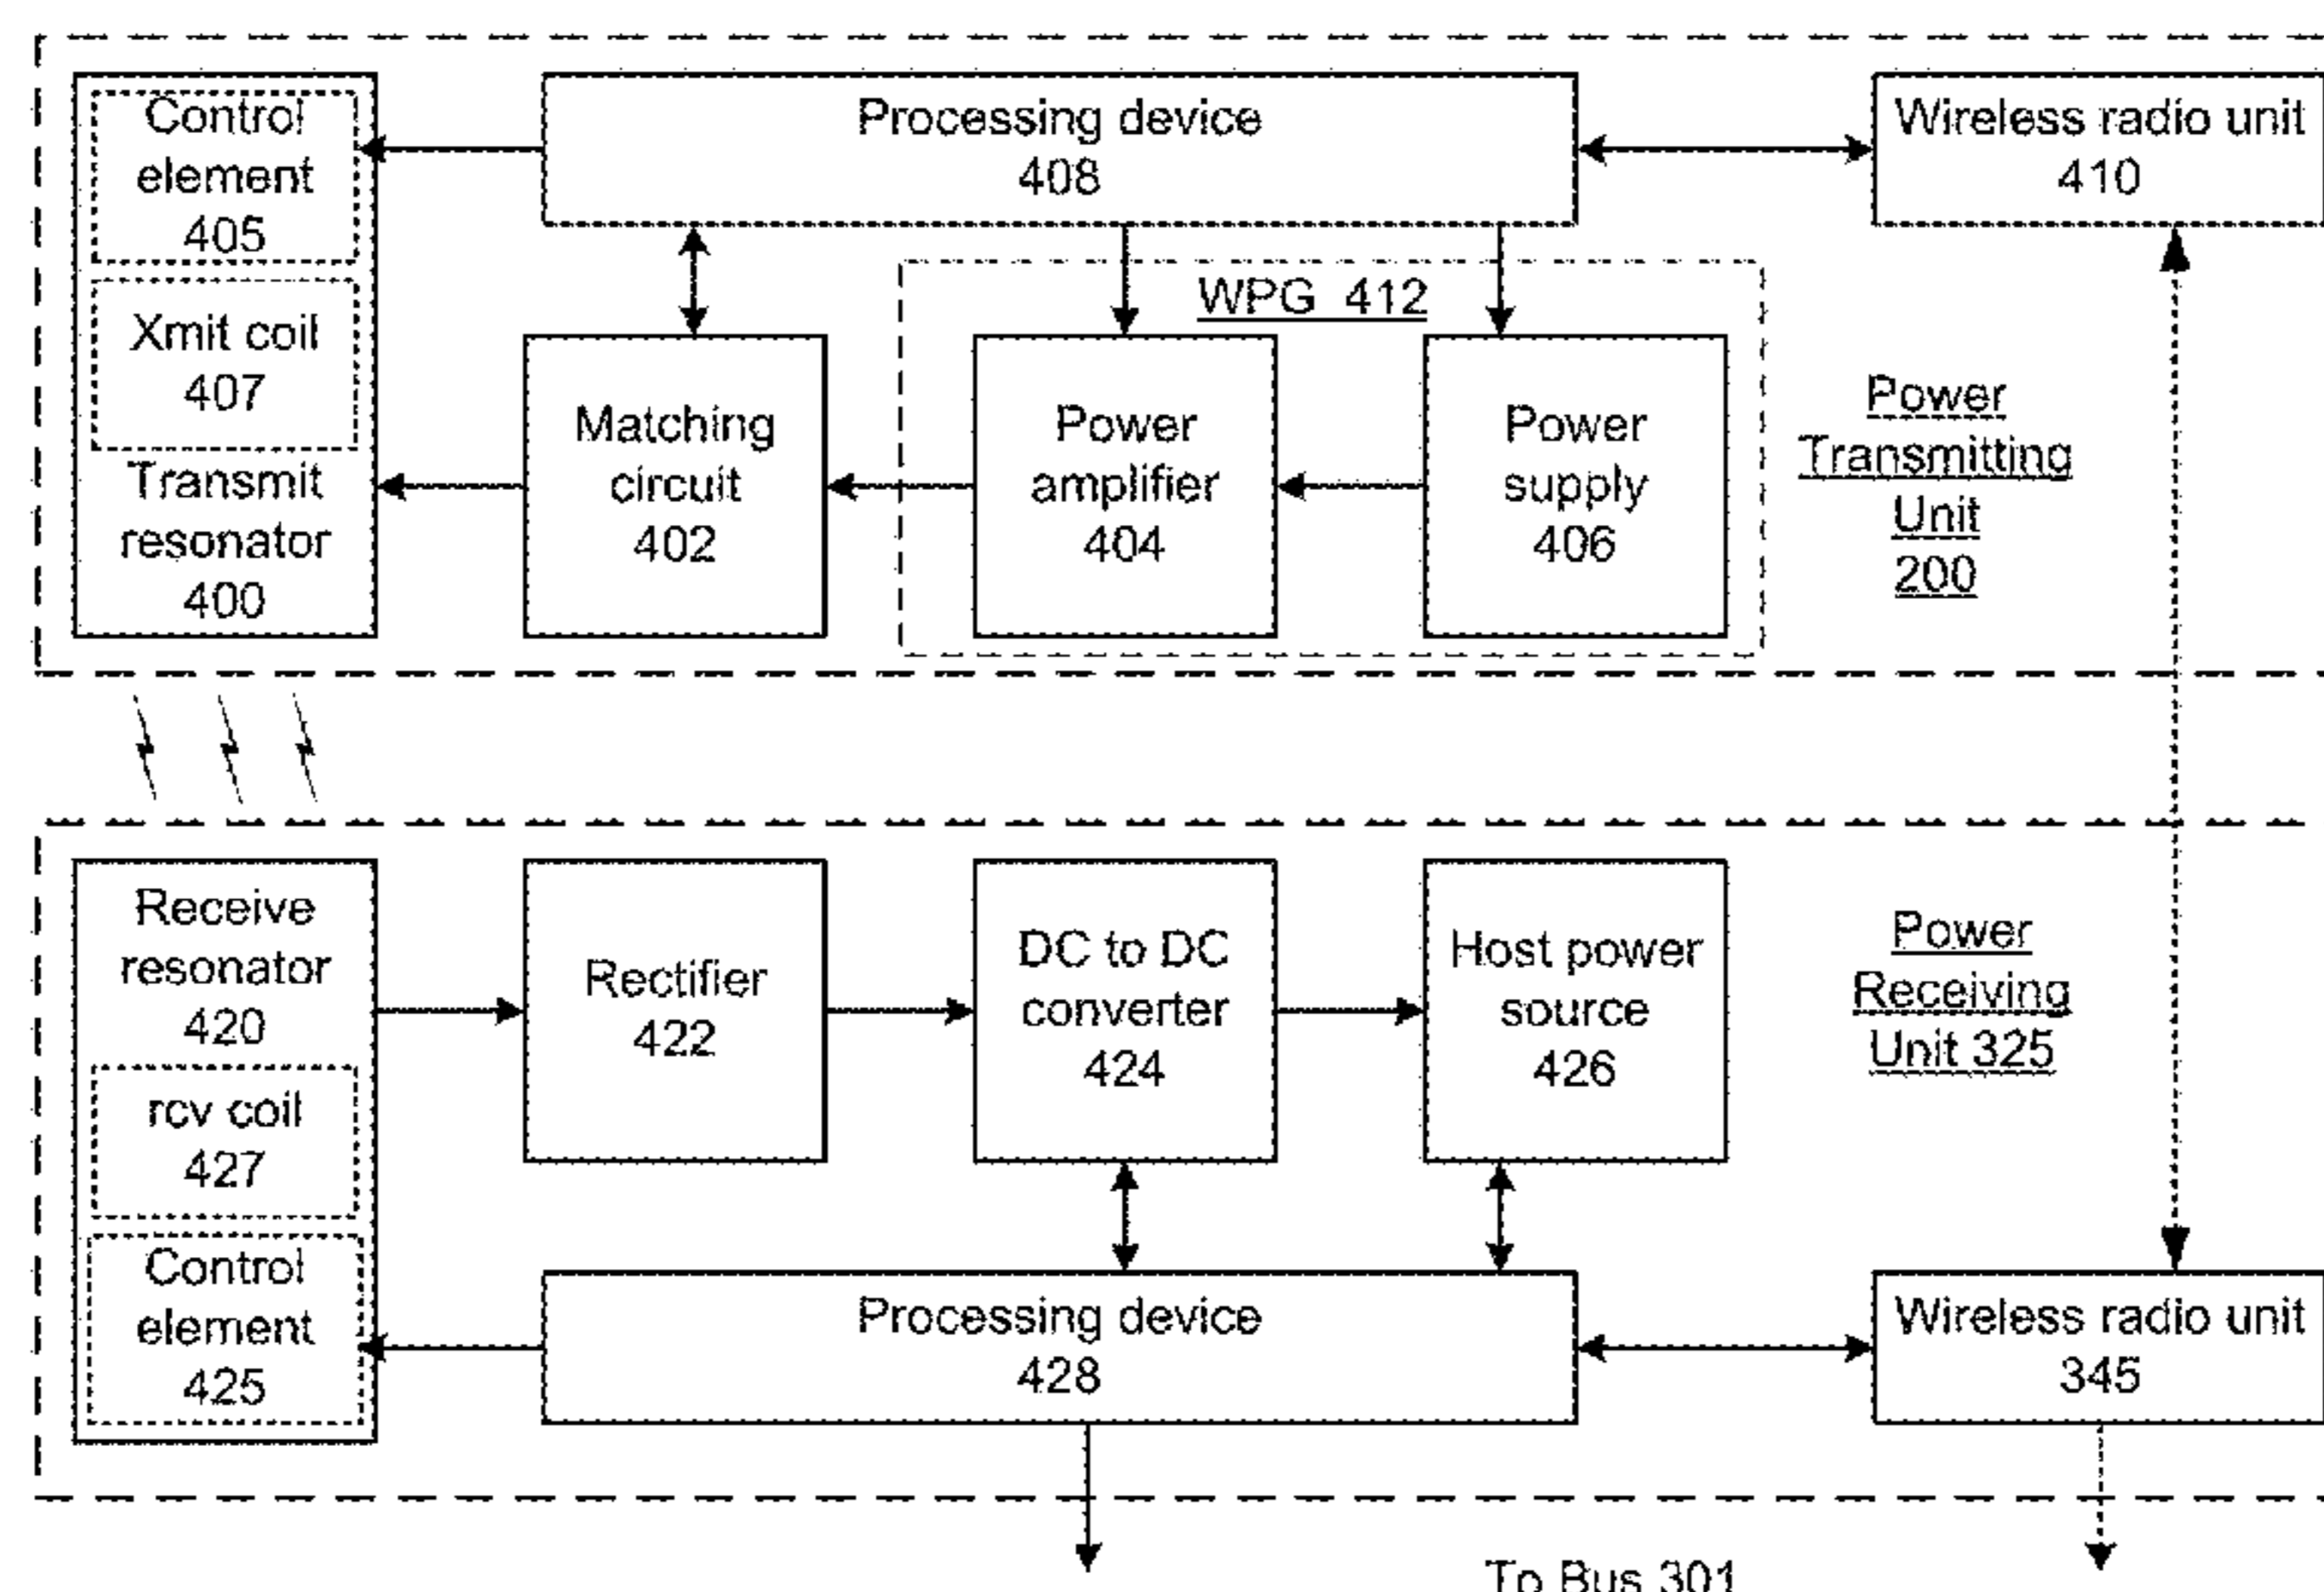 Control
element
405
Xmit coil
407
Transmit
resonator
400
Processing device
408
Wireless radio unit
410
WPG 412
Matching
circuit
402
Power
amplifier
404
Power
supply
406
Power
Transmitting
Unit
200
Receive
resonator
420
rcv coil
427
Control
element
425
Rectifier
422
DC to DC
converter
424
Host power
source
426
Power
Receiving
Unit 325
Processing device
428
Wireless radio unit
345
To Bus 301